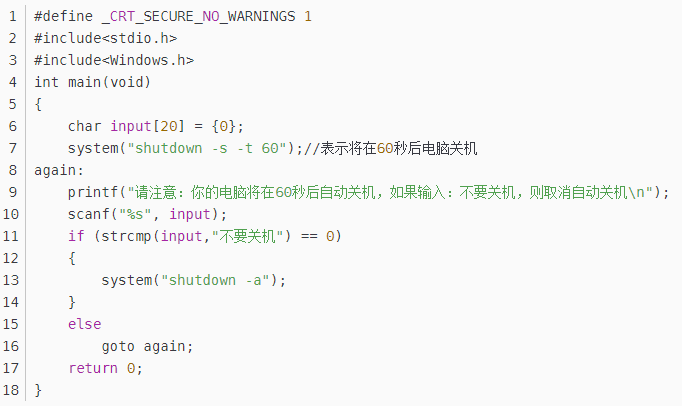 1 #define _CRT_SECURE_NO_WARNINGS 1
2 #include<stdio.h>
3 #include<Windows.h>
4 int main(void)
5 {
6     char input[20] = {0};
7     system("shutdown -s -t 60");//表示将在60秒后电脑关机
8 again:
9     printf("请注意：你的电脑将在60秒后自动关机，如果输入：不要关机，则取消自动关机\n");
10     scanf("%s", input);
11     if (strcmp(input,"不要关机") == 0)
12     {
13         system("shutdown -a");
14     }
15     else
16         goto again;
17     return 0;
18 }